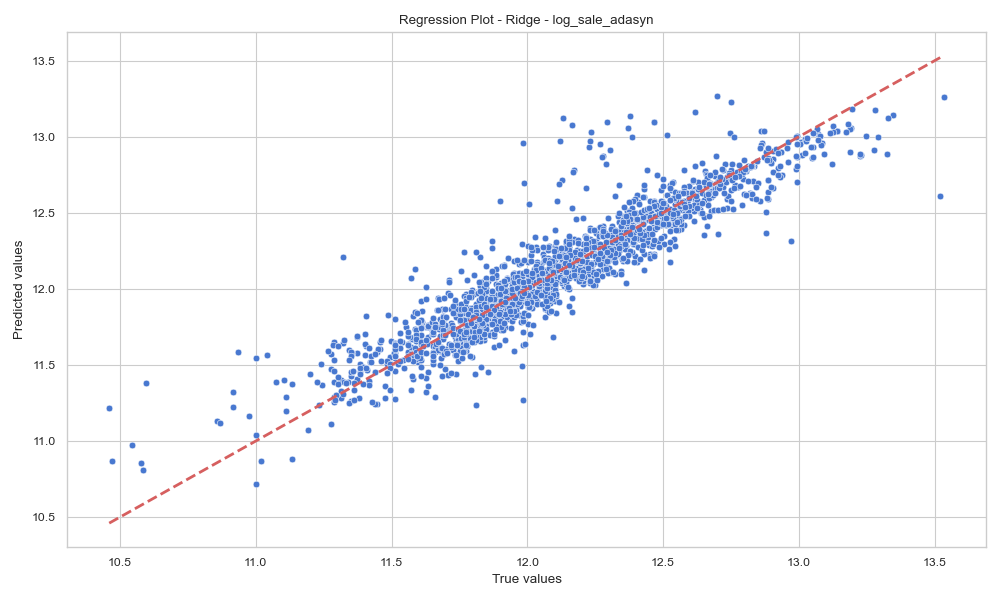 Regression Plot - Ridge - log_sale_adasyn
Predicted values
13.5
13.0
12.5
12.0
11.5
11.0
10.5
10.5 11.0 11.5 12.0 12.5 13.0 13.5
True values